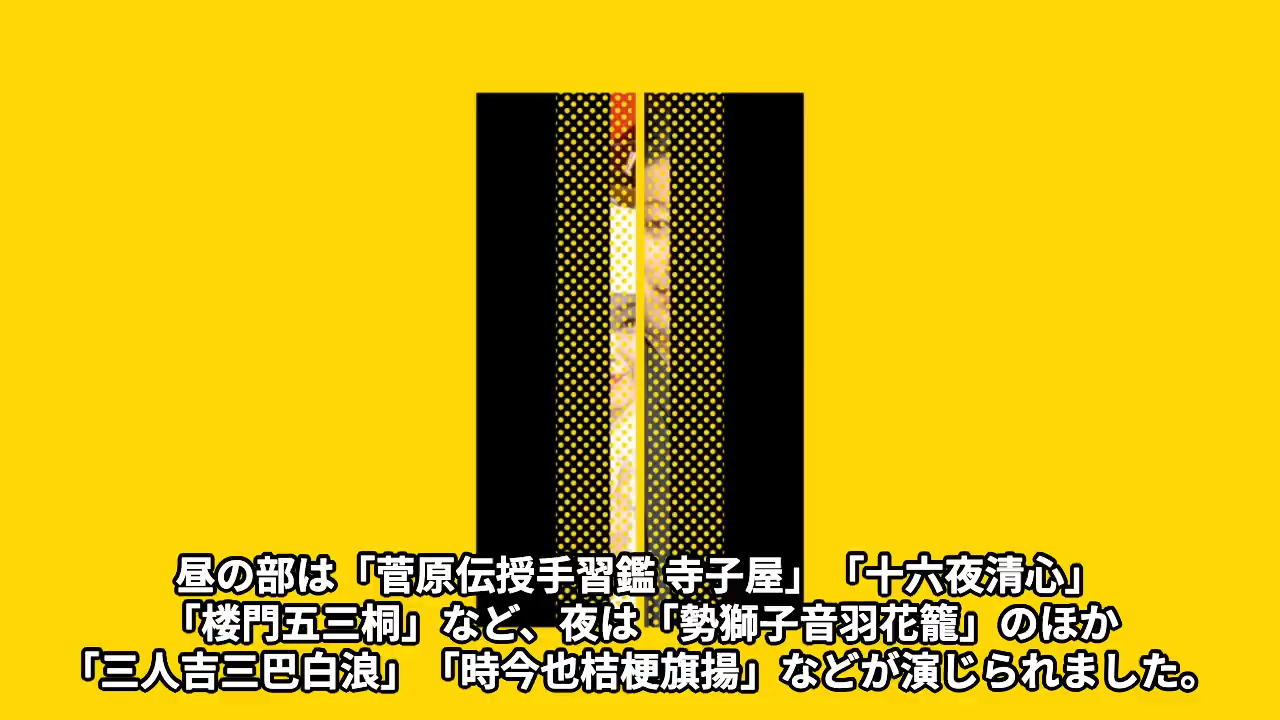 昼の部は「菅原伝授手習鑑 寺子屋」「十六夜清心」
「楼門五三桐」など、夜は「勢獅子音羽花籠」のほか
「三人吉三巴白浪」「時今也桔梗旗揚」などが演じられました。